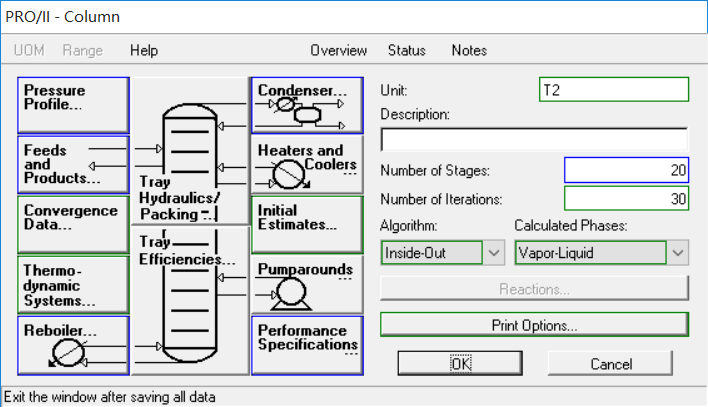 PRO/II - Column
UOM Range Help Overview Status Notes
Pressure
Profile...
Feeds
and
Products...
Convergence
Data...
Thermo-
dynamic
Systems...
Reboiler...
Tray
Hydraulics/
Packing ...
Tray
Efficiencies...
Condenser...
Heaters and
Coolers
...
Initial
Estimates...
Pumparounds
...
Performance
Specifications
...
Unit: T2
Description:
Number of Stages: 20
Number of Iterations: 30
Algorithm: Calculated Phases:
Inside-Out Vapor-Liquid
Reactions...
Print Options...
OK Cancel
Exit the window after saving all data